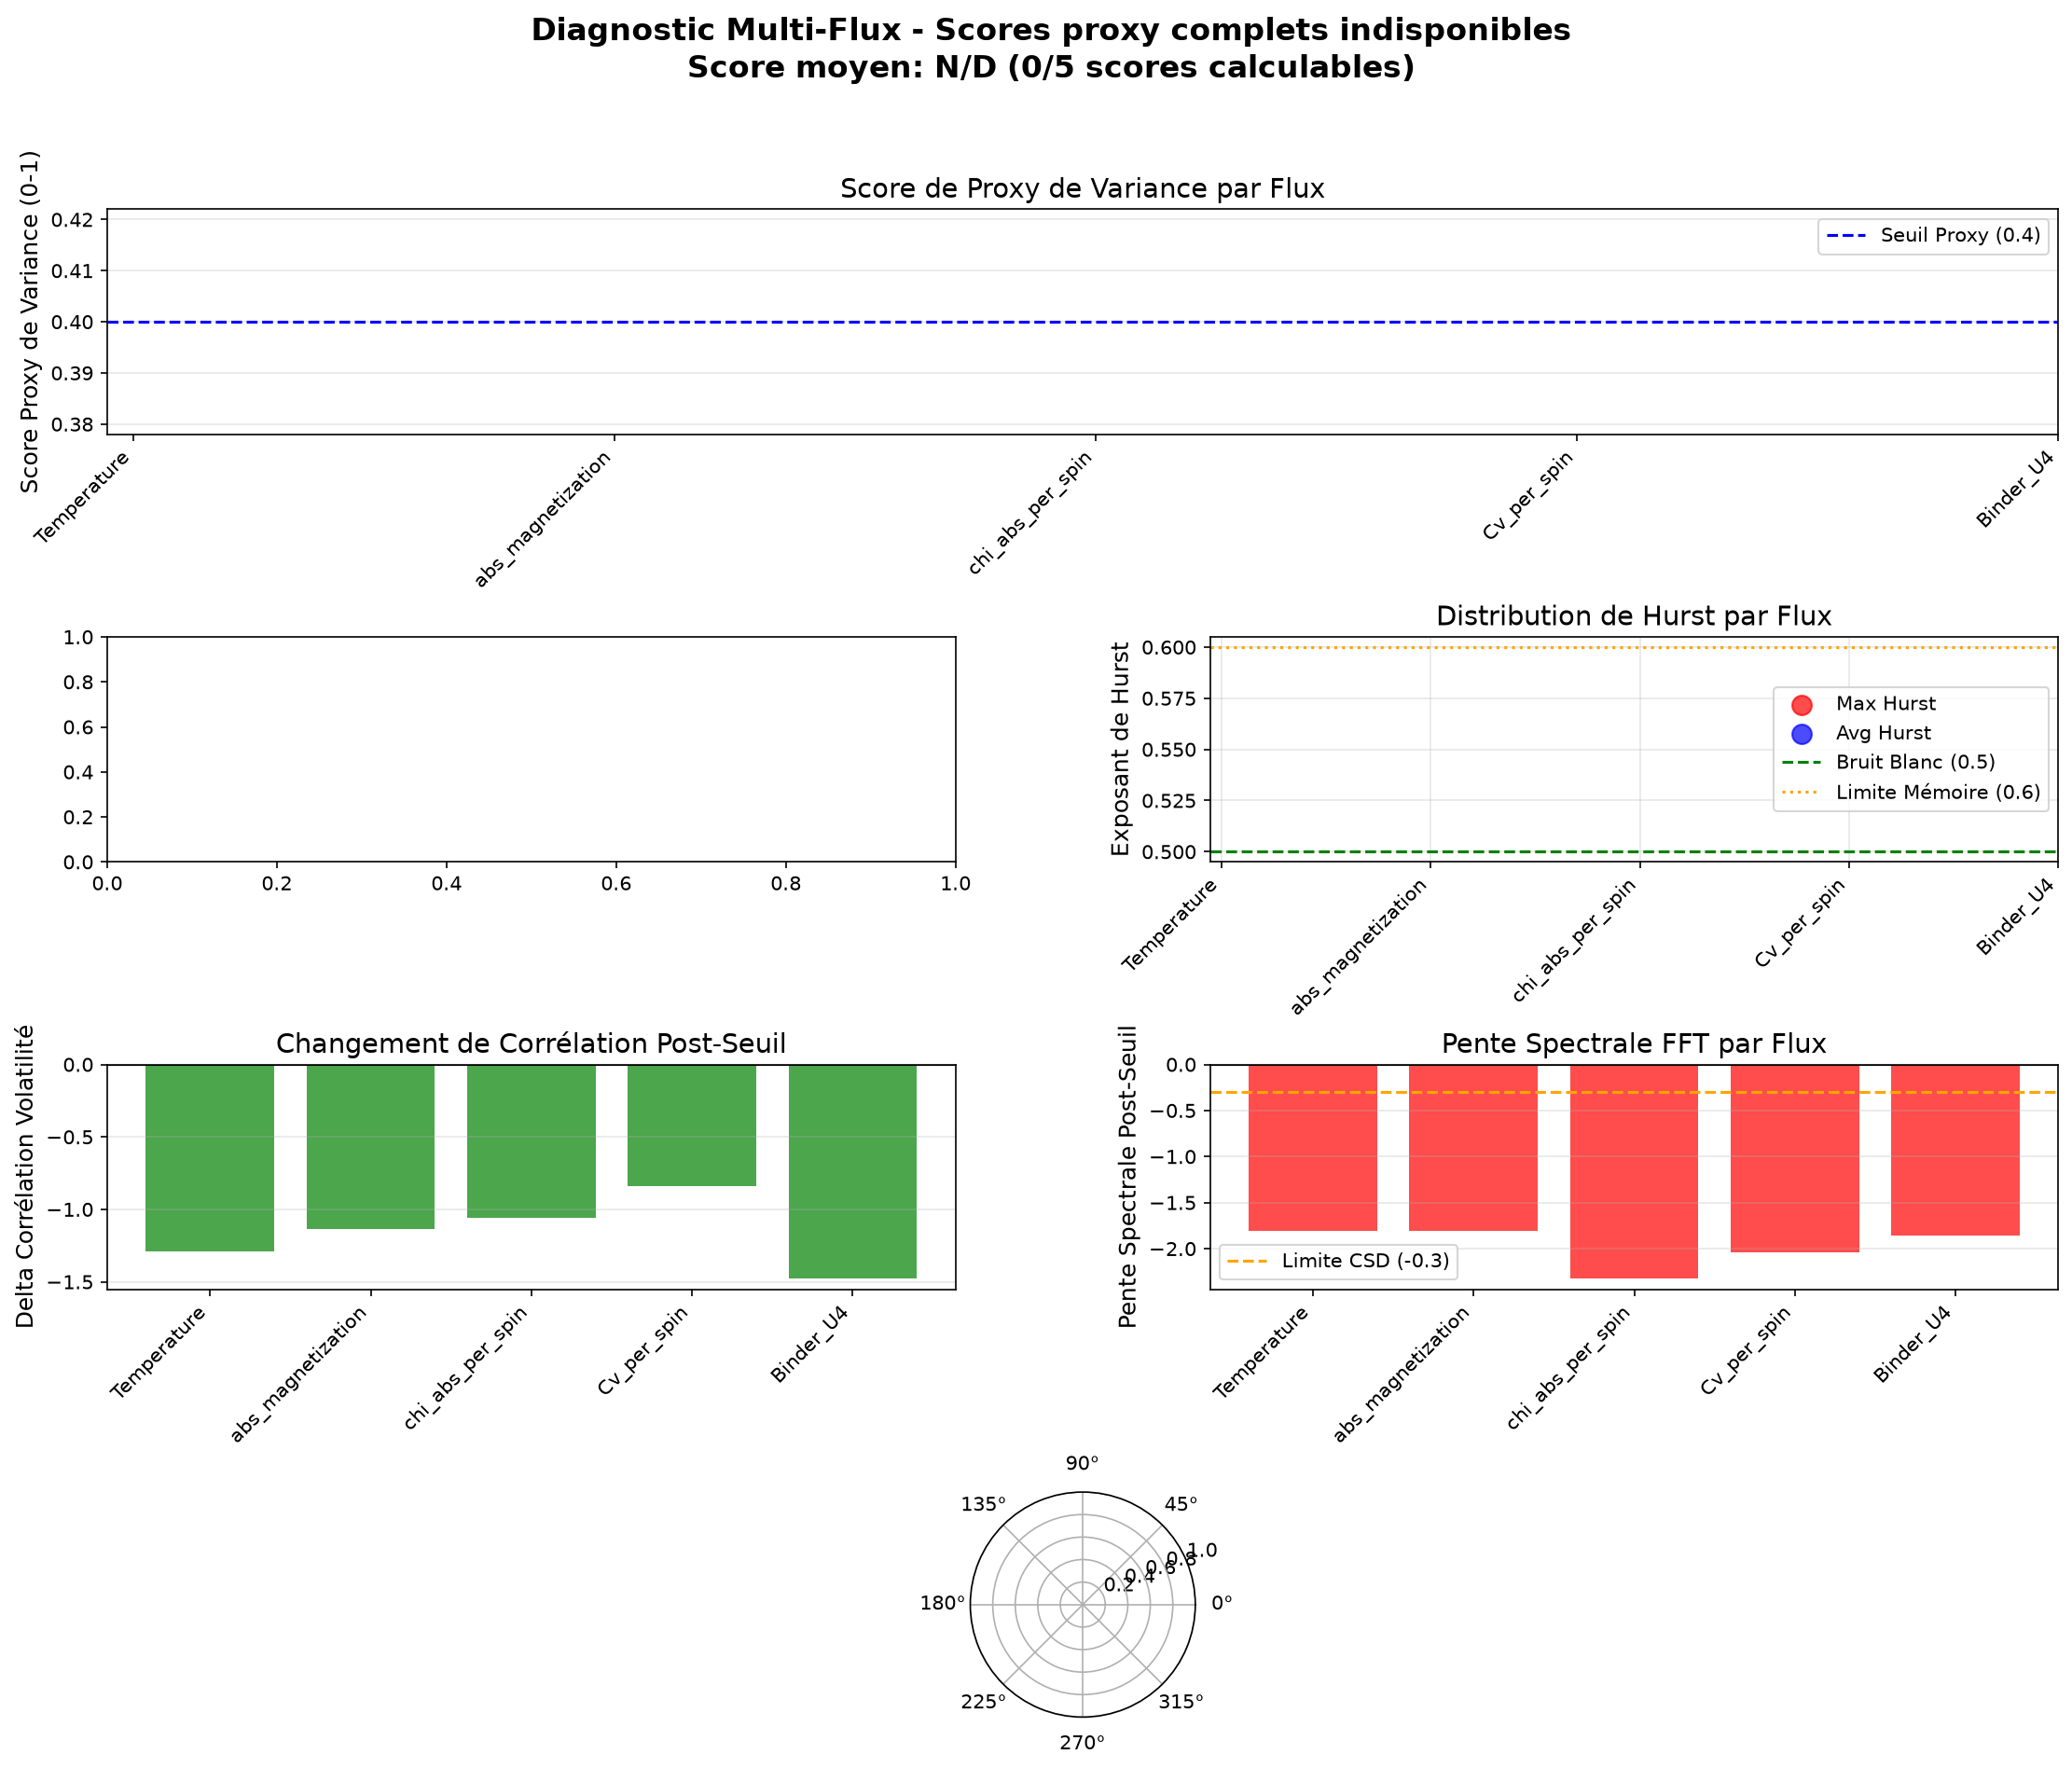 Diagnostic Multi-Flux - Scores proxy complets indisponibles
Score moyen: N/D (0/5 scores calculables)
Score de Proxy de Variance par Flux
Score Proxy de Variance (0-1)
0.42
0.41
0.40
0.39
0.38
Seuil Proxy (0.4)
Temperature
abs_magnetization
chi_abs_per_spin
Cv_per_spin
Binder_U4
1.0
0.8
0.6
0.4
0.2
0.0
0.0
0.2
0.4
0.6
0.8
1.0
Distribution de Hurst par Flux
Exposant de Hurst
0.600
0.575
0.550
0.525
0.500
Max Hurst
Avg Hurst
Bruit Blanc (0.5)
Limite Mémoire (0.6)
Temperature
abs_magnetization
chi_abs_per_spin
Cv_per_spin
Binder_U4
Changement de Corrélation Post-Seuil
Delta Corrélation Volatilité
0.0
−0.5
−1.0
−1.5
Temperature
abs_magnetization
chi_abs_per_spin
Cv_per_spin
Binder_U4
Pente Spectrale FFT par Flux
Pente Spectrale Post-Seuil
0.0
−0.5
−1.0
−1.5
−2.0
Limite CSD (-0.3)
Temperature
abs_magnetization
chi_abs_per_spin
Cv_per_spin
Binder_U4
90°
135°
45°
1.0
0.8
0.6
0.4
0.2
180°
0°
225°
315°
270°